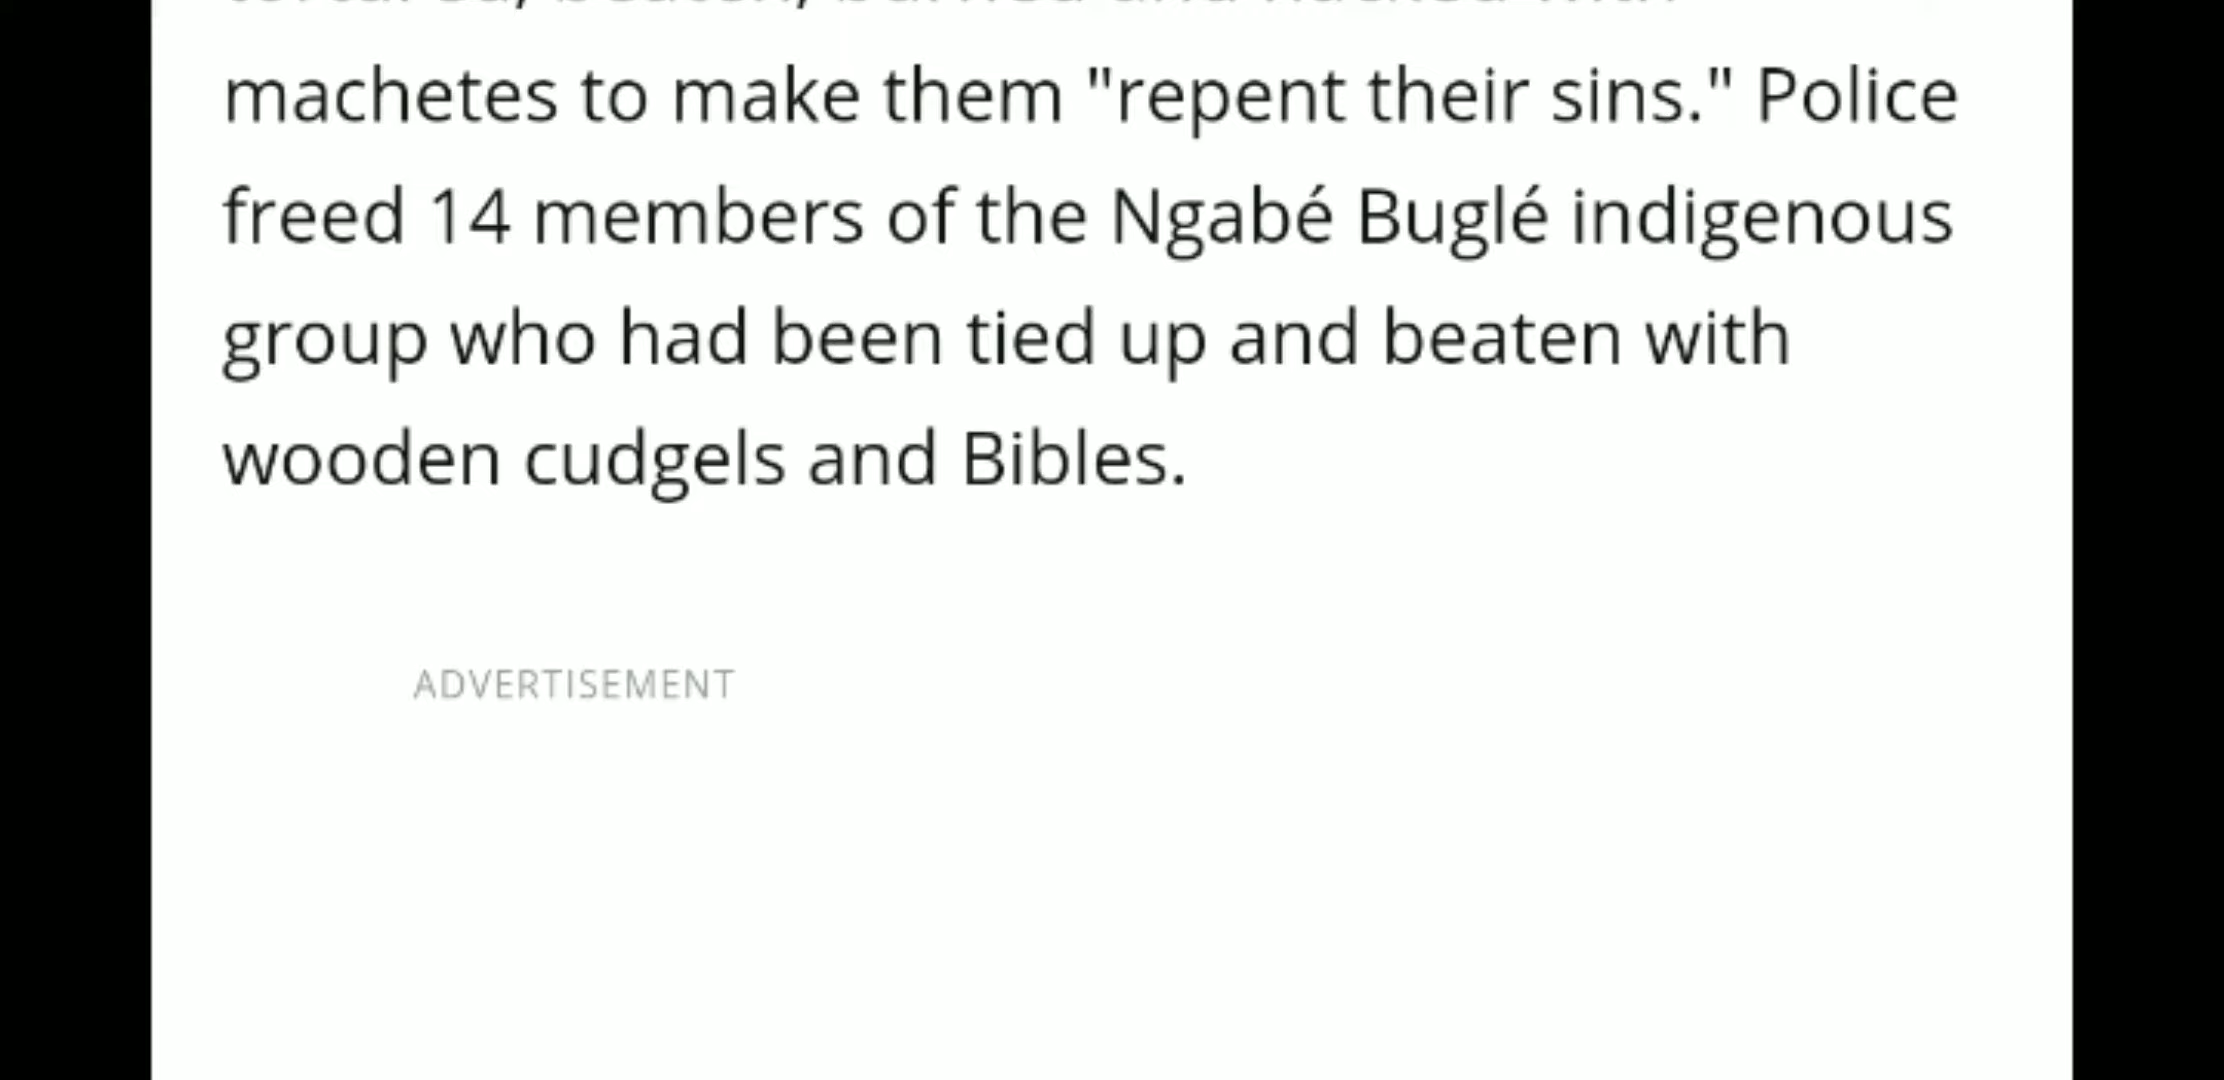 machetes to make them "repent their sins." Police
freed 14 members of the Ngabé Buglé indigenous
group who had been tied up and beaten with
wooden cudgels and Bibles.
ADVERTISEMENT